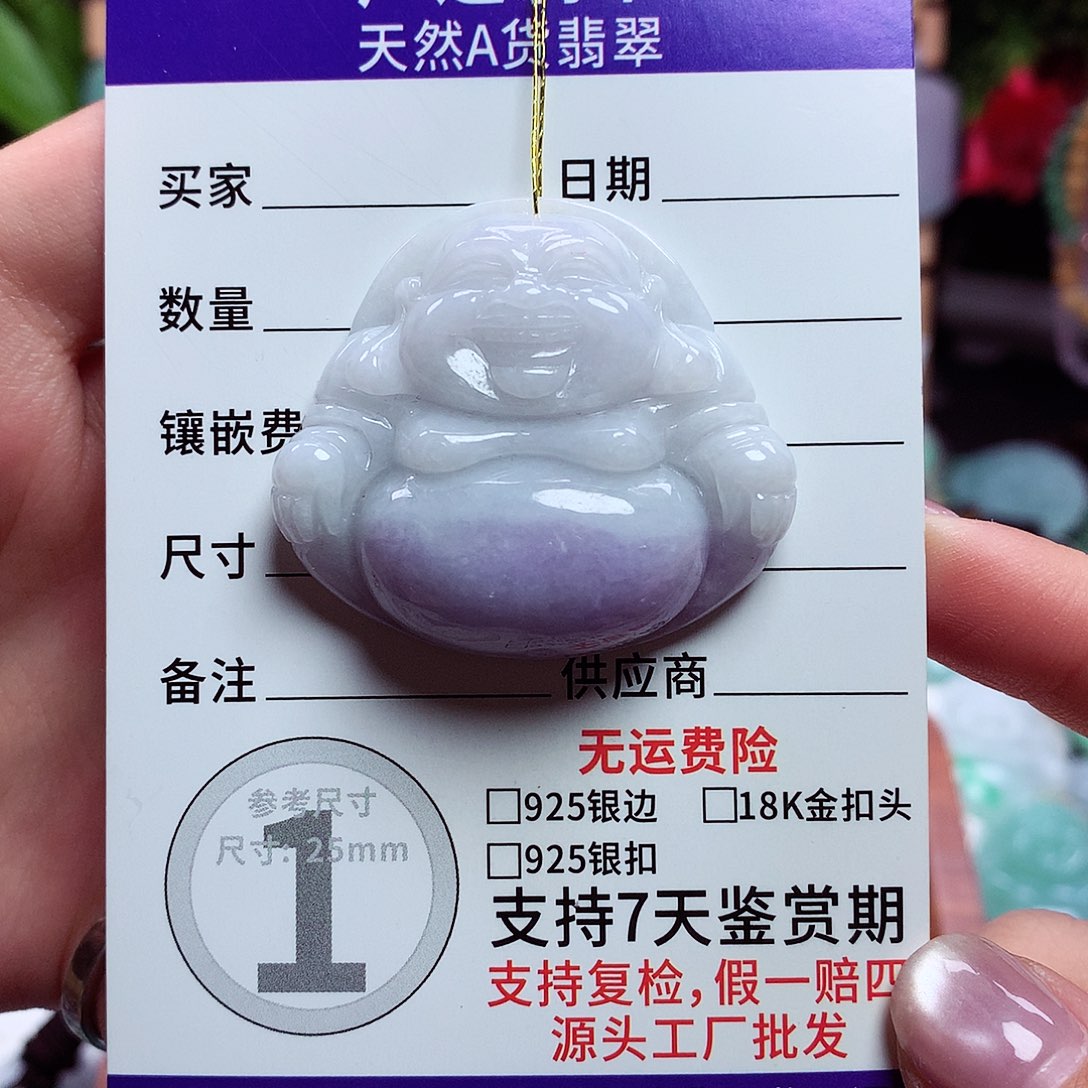 天然A货翡翠
买家 日期
数量
镶嵌费
尺寸
备注 供应商
无运费险
参考尺寸
尺寸: 25mm
1
□925银边 □18K金扣头
□925银扣
支持7天鉴赏期
支持复检,假一赔四
源头工厂批发